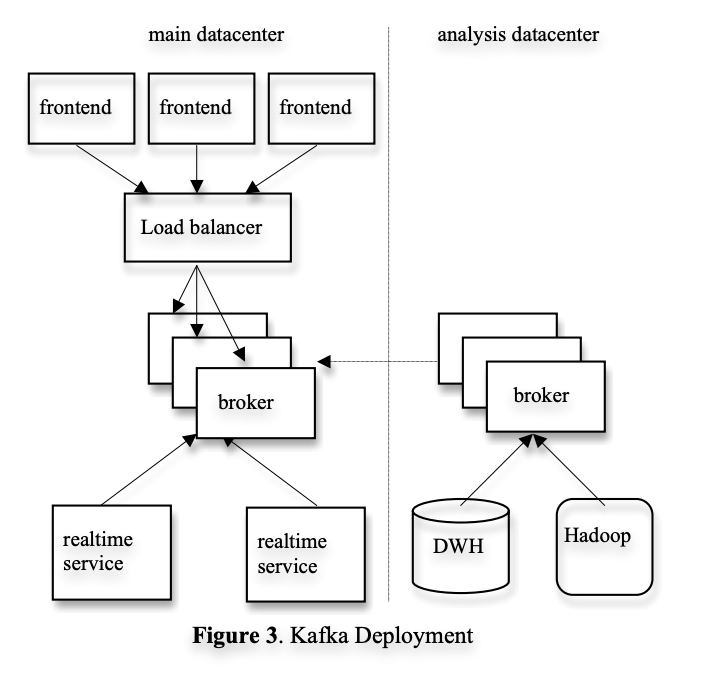 main datacenter
analysis datacenter
frontend
frontend
frontend
Load balancer
broker
broker
realtime
service
realtime
service
DWH
Hadoop
Figure 3. Kafka Deployment